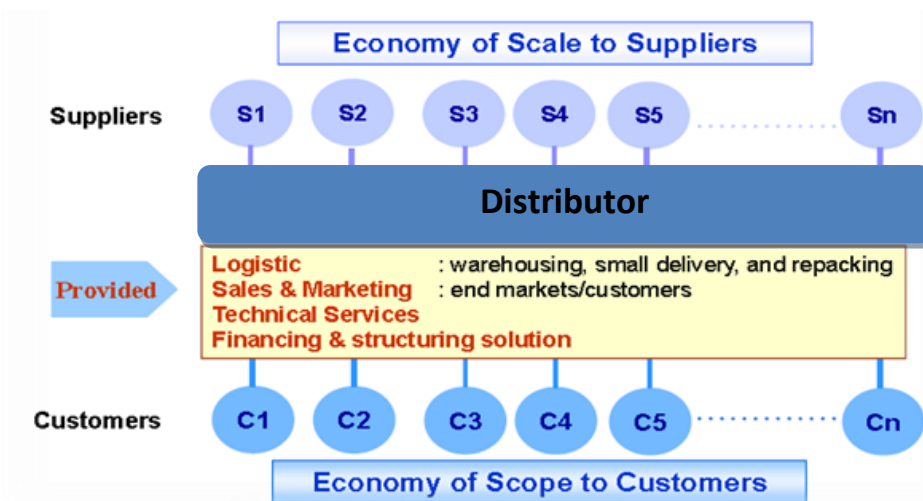 Economy of Scale to Suppliers
Suppliers S1 S2 S3 S4 S5 Sn
Distributor
Provided
Logistic : warehousing, small delivery, and repacking
Sales & Marketing : end markets/customers
Technical Services
Financing & structuring solution
Customers C1 C2 C3 C4 C5 Cn
Economy of Scope to Customers